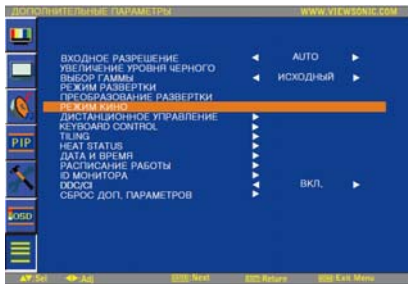 ДОПОЛНИТЕЛЬНЫЕ ПАРАМЕТРЫ WWW.VIEWSONIC.COM
ВХОДНОЕ РАЗРЕШЕНИЕ AUTO
УВЕЛИЧЕНИЕ УРОВНЯ ЧЕРНОГО
ВЫБОР ГАММЫ ИСХОДНЫЙ
РЕЖИМ РАЗВЕРТКИ
ПРЕОБРАЗОВАНИЕ РАЗВЕРТКИ
РЕЖИМ КИНО
ДИСТАНЦИОННОЕ УПРАВЛЕНИЕ
KEYBOARD CONTROL
TILING
HEAT STATUS
ДАТА И ВРЕМЯ
РАСПИСАНИЕ РАБОТЫ
ID МОНИТОРА
DDC/CI ВКЛ.
СБРОС ДОП. ПАРАМЕТРОВ
PIP
OSD
Sel Adj Next Return Exit Menu